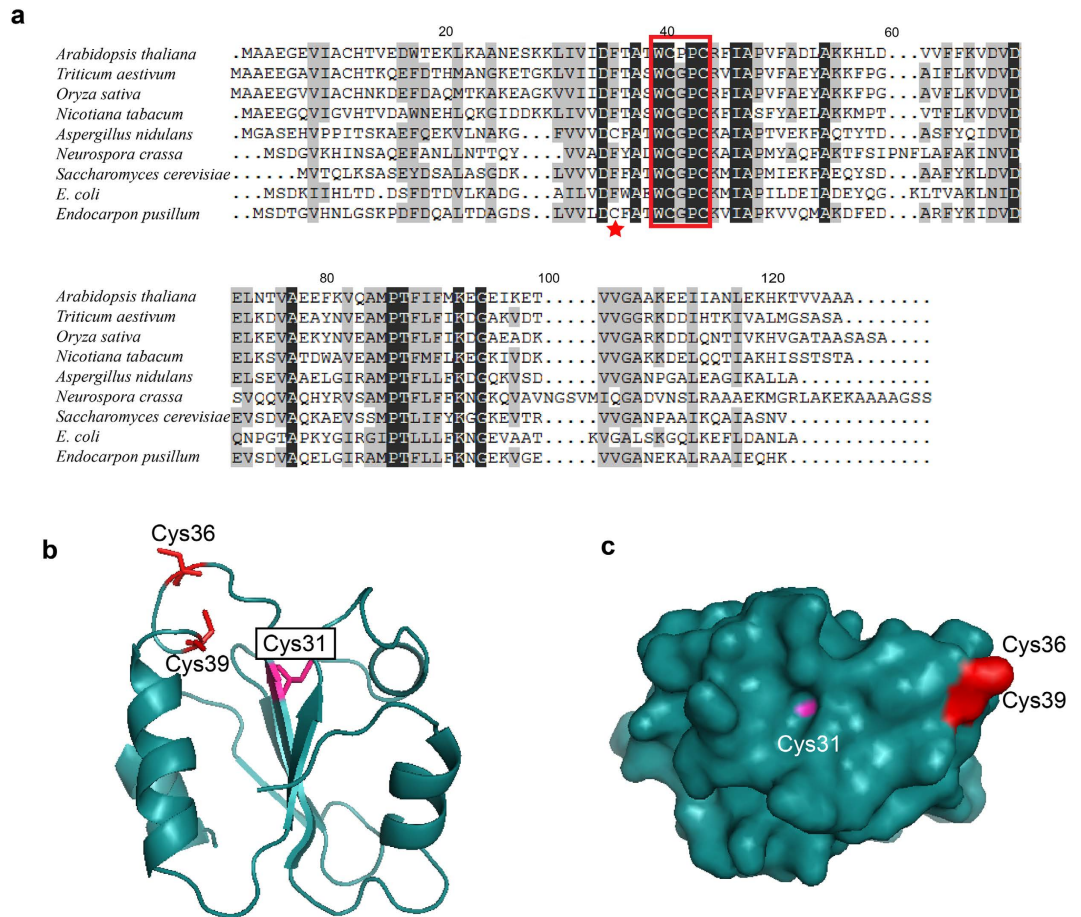 a
20 40 60
Arabidopsis thaliana .MAAEGEVIACHTVEDWTEKLKAANESKKLIVIDFTATWCPPCRFIAPVFADLAKKHLD...VVFFKVDVD
Triticum aestivum MAAEEGAVIACHTKQEFDTHMANGKETGKLVIIDFTASWCGPCRVIAPVFAEYAKKFPG...AIFLKVDVD
Oryza sativa MAAEEGVVIACHNKDEFDAQMTKAKEAGKVVIIDFTASWCGPCRFIAPVFAEYAKKFPG...AVFLKVDVD
Nicotiana tabacum MAEEGQVIGVHTVDAWNEHLQKGIDDKKLIVVDFTASWCGPCKFIASFYAELAKKMPT...VTFLKVDVD
Aspergillus nidulans .MGASEHVPPITSKAEFQEKVLNAKG..FVVVDCFATWCGPCKAIAPTVEKFAQTYTD...ASFYQIDVD
Neurospora crassa ...MSDGVKHINSAQEFANLLNTTQY..VVADFYADWCGPCKAIAPMYAQFAKTFSIPNFLAFAKINVD
Saccharomyces cerevisiae ....MVTQLKSASEYDSALASGDK..LVVVDFFATWCGPCKMIAPMIEKFAEQYSD...AAFYKLDVD
E. coli ...MSDKIIHLTD.DSFDTDVLKADG..AILVDFWAEWCGPCKMIAPILDEIADEYQG..KLTVAKLNID
Endocarpon pusillum ..MSDTGVHNLGSKPDFDQALTDAGDS.LVVLDCFATWCGPCKVIAPKVVQMAKDFED...ARFYKIDVD
80 100 120
Arabidopsis thaliana ELNTVAEEFKVQAMPTFIFMKEGEIKET.....VVGAAKEEIIANLEKHKTVVAAA.......
Triticum aestivum ELKDVAEAYNVEAMPTFLFIKDGAKVDT.....VVGGRKDDIHTKIVALMGSASA........
Oryza sativa ELKEVAEKYNVEAMPTFLFIKDGAEADK.....VVGARKDDLQNTIVKHVGATAASASA....
Nicotiana tabacum ELKSVATDWAVEAMPTFMFLKEGKIVDK.....VVGAKKDELQQTIAKHISSTSTA.......
Aspergillus nidulans ELSEVAAELGIRAMPTFLLFKDGQKVSD.....VVGANPGALEAGIKALLA............
Neurospora crassa SVQQVAQHYRVSAMPTFLFFKNGKQVAVNGSVMIQGADVNSLRAAAEKMGRLAKEKAAAAGSS
Saccharomyces cerevisiae EVSDVAQKAEVSSMPTLIFYKGGKEVTR.....VVGANPAAIKQAIASNV.............
E. coli QNPGTAPKYGIRGIPTLLLFKNGEVAAT.....KVGALSKGQLKEFLDANLA...........
Endocarpon pusillum EVSDVAQELGIRAMPTFLLFKNGEKVGE.....VVGANEKALRAAIEQHK.............
b
Cys36
Cys39
Cys31
c
Cys36
Cys39
Cys31